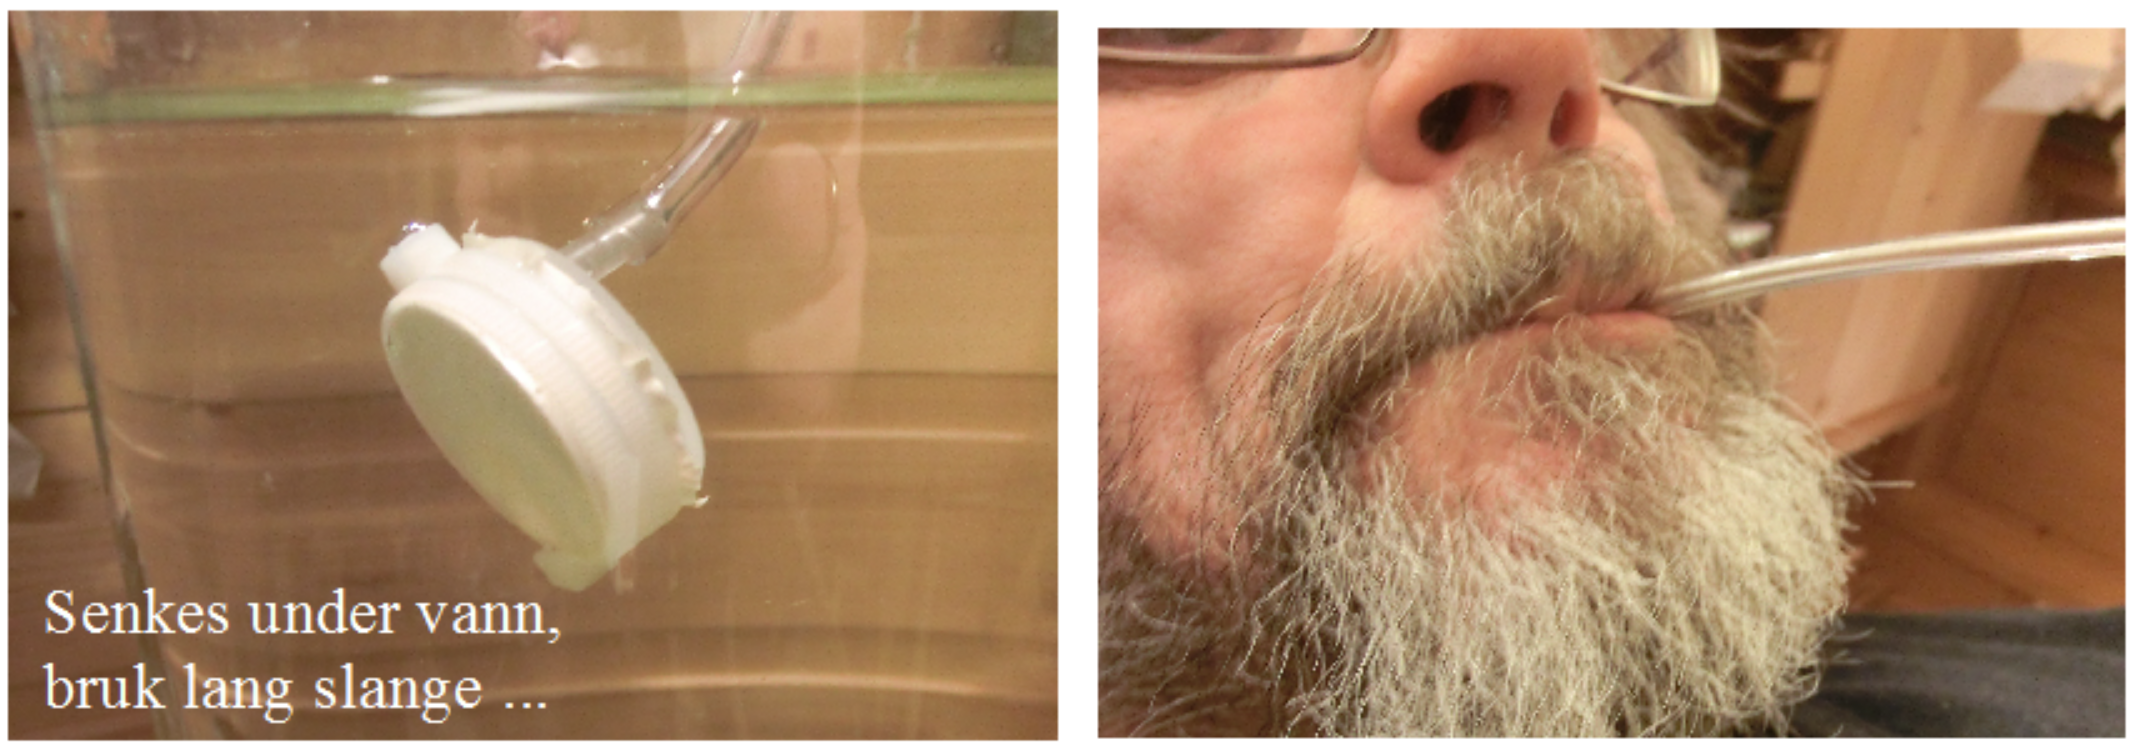 Senkes under vann,
bruk lang slange ...